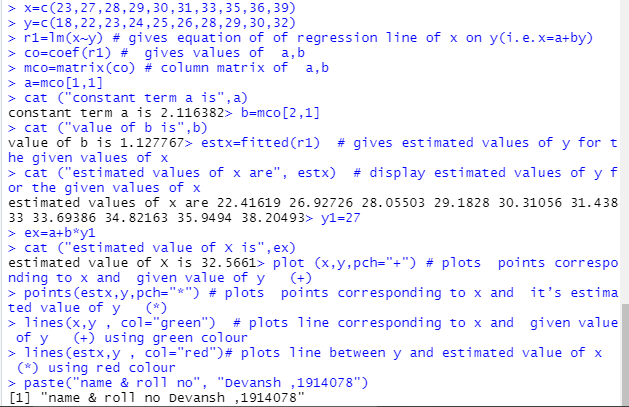 > x=c(23,27,28,29,30,31,33,35,36,39)
> y=c(18,22,23,24,25,26,28,29,30,32)
> r1=lm(x~y) # gives equation of of regression line of x on y(i.e.x=a+by)
> co=coef(r1) #  gives values of  a,b
> mco=matrix(co) # column matrix of  a,b
> a=mco[1,1]
> cat ("constant term a is",a)
constant term a is 2.116382> b=mco[2,1]
> cat ("value of b is",b)
value of b is 1.127767> estx=fitted(r1)  # gives estimated values of y for t
he given values of x
> cat ("estimated values of x are", estx)  # display estimated values of y f
or the given values of x
estimated values of x are 22.41619 26.92726 28.05503 29.1828 30.31056 31.438
33 33.69386 34.82163 35.9494 38.20493> y1=27
> ex=a+b*y1
> cat ("estimated value of X is",ex)
estimated value of X is 32.5661> plot (x,y,pch="+") # plots  points correspo
nding to x and  given value of y   (+)
> points(estx,y,pch="*") # plots  points corresponding to x and  it's estima
ted value of y   (*)
> lines(x,y , col="green")  # plots line corresponding to x and  given value
 of y   (+) using green colour
> lines(estx,y , col="red")# plots line between y and estimated value of x 
 (*) using red colour
> paste("name & roll no", "Devansh ,1914078")
[1] "name & roll no Devansh ,1914078"